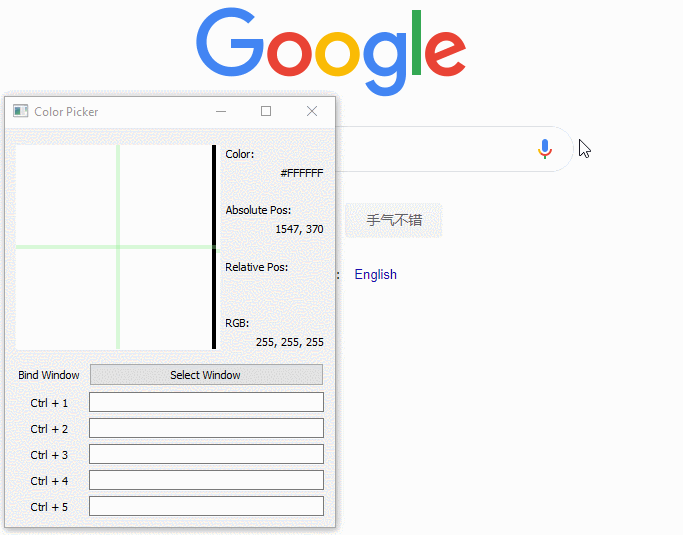 Google
Color Picker
Color:
#FFFFFF
Absolute Pos:
1547, 370
Relative Pos:
RGB:
255, 255, 255
Bind Window
Select Window
Ctrl + 1
Ctrl + 2
Ctrl + 3
Ctrl + 4
Ctrl + 5
手气不错
: English